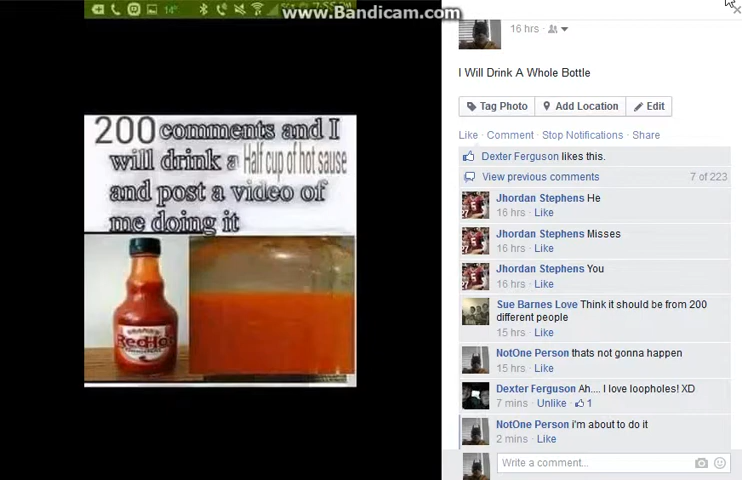 www.Bandicam.com
14°
7:55
200 comments and I
will drink a Half cup of hot sause
and post a video of
me doing it
FRANK'S
RedHot
16 hrs ·
I Will Drink A Whole Bottle
Tag Photo Add Location Edit
Like · Comment · Stop Notifications · Share
Dexter Ferguson likes this.
View previous comments 7 of 223
Jhordan Stephens He
16 hrs · Like
Jhordan Stephens Misses
16 hrs · Like
Jhordan Stephens You
16 hrs · Like
Sue Barnes Love Think it should be from 200
different people
15 hrs · Like
NotOne Person thats not gonna happen
15 hrs · Like
Dexter Ferguson Ah.... I love loopholes! XD
7 mins · Unlike · 1
NotOne Person i'm about to do it
2 mins · Like
Write a comment...